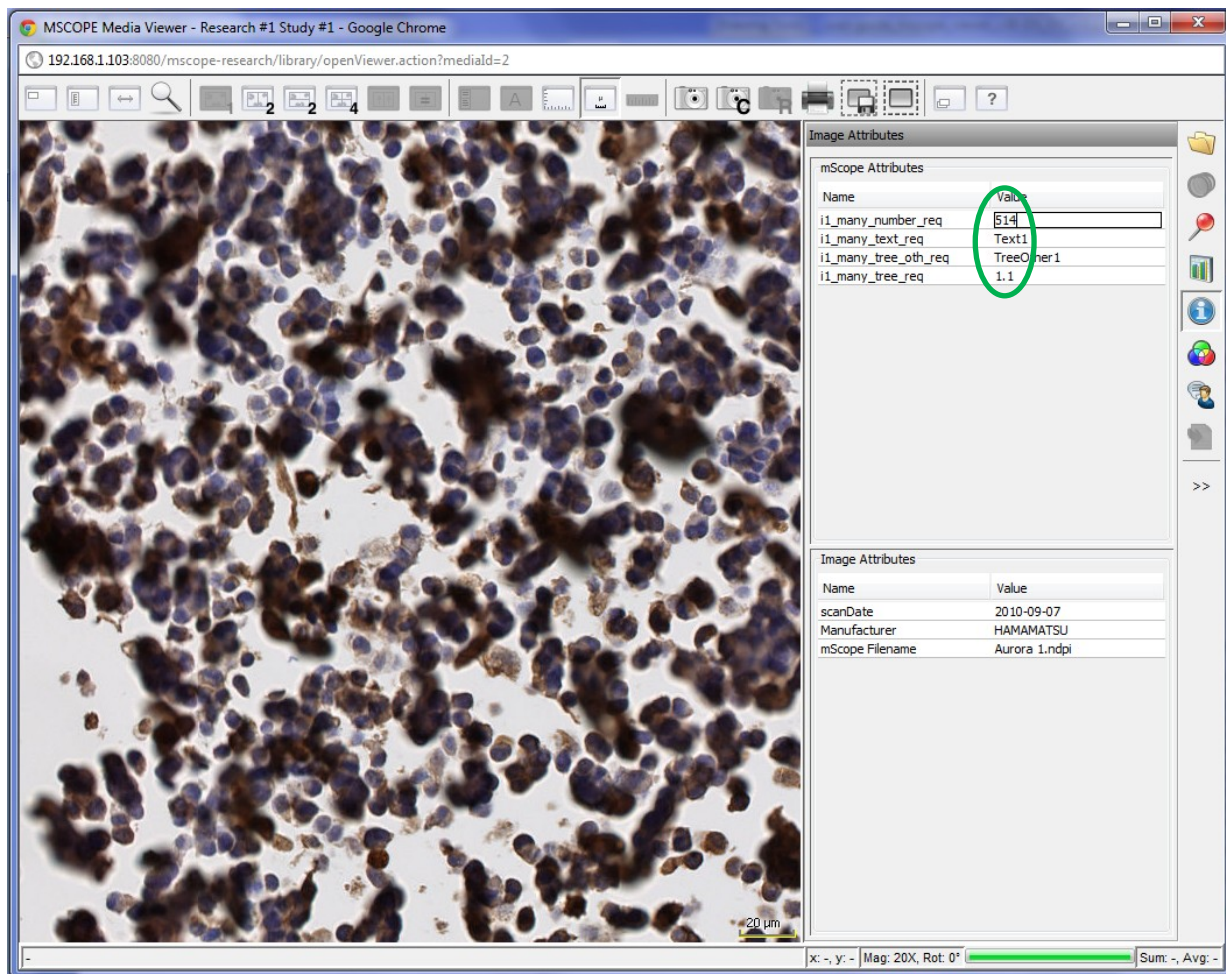 MSCOPE Media Viewer - Research #1 Study #1 - Google Chrome
192.168.1.103:8080/mscope-research/library/openViewer.action?mediaId=2
1 2 2 4 A µ C R ?
Image Attributes
mScope Attributes
Name Value
i1_many_number_req 514
i1_many_text_req Text1
i1_many_tree_oth_req TreeOther1
i1_many_tree_req 1.1
>>
Image Attributes
Name Value
scanDate 2010-09-07
Manufacturer HAMAMATSU
mScope Filename Aurora 1.ndpi
20 µm
- x: -, y: - Mag: 20X, Rot: 0° Sum: -, Avg: -